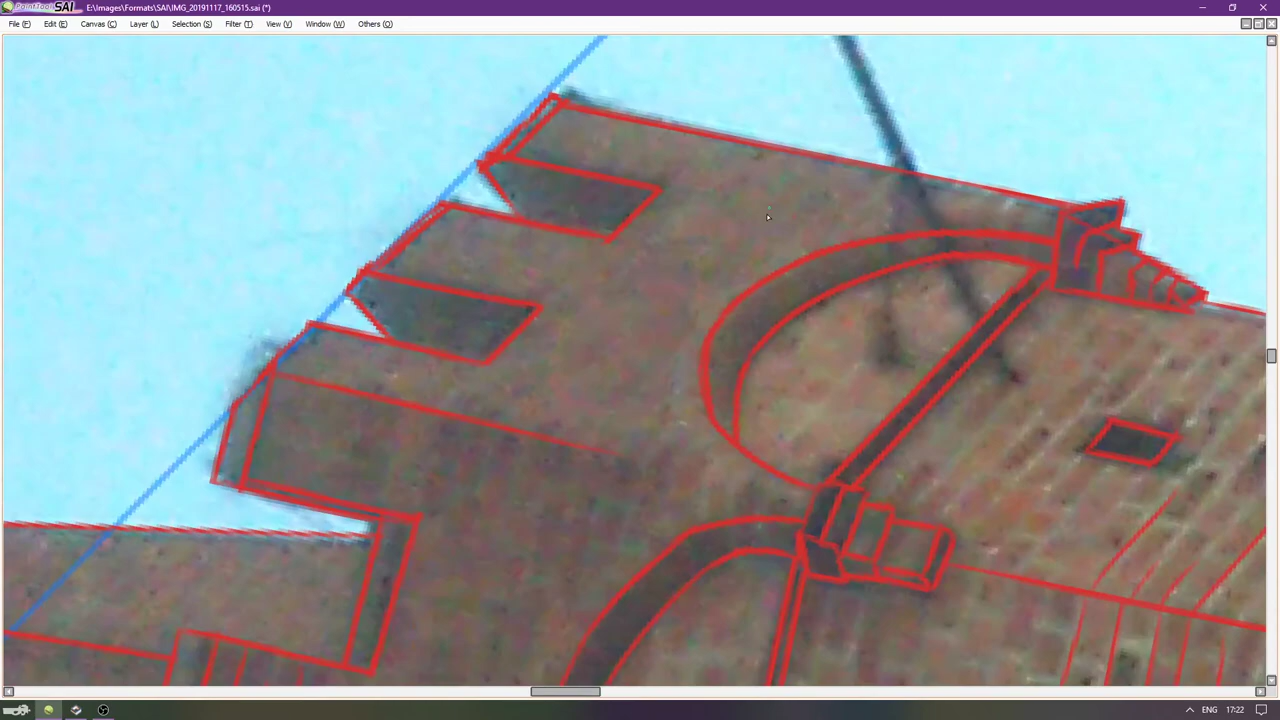 PaintTool SAI E:\Images\Formats\SAI\IMG_20191117_160515.sai (*)
File (F) Edit (E) Canvas (C) Layer (L) Selection (S) Filter (T) View (V) Window (W) Others (O)
ENG 17:22